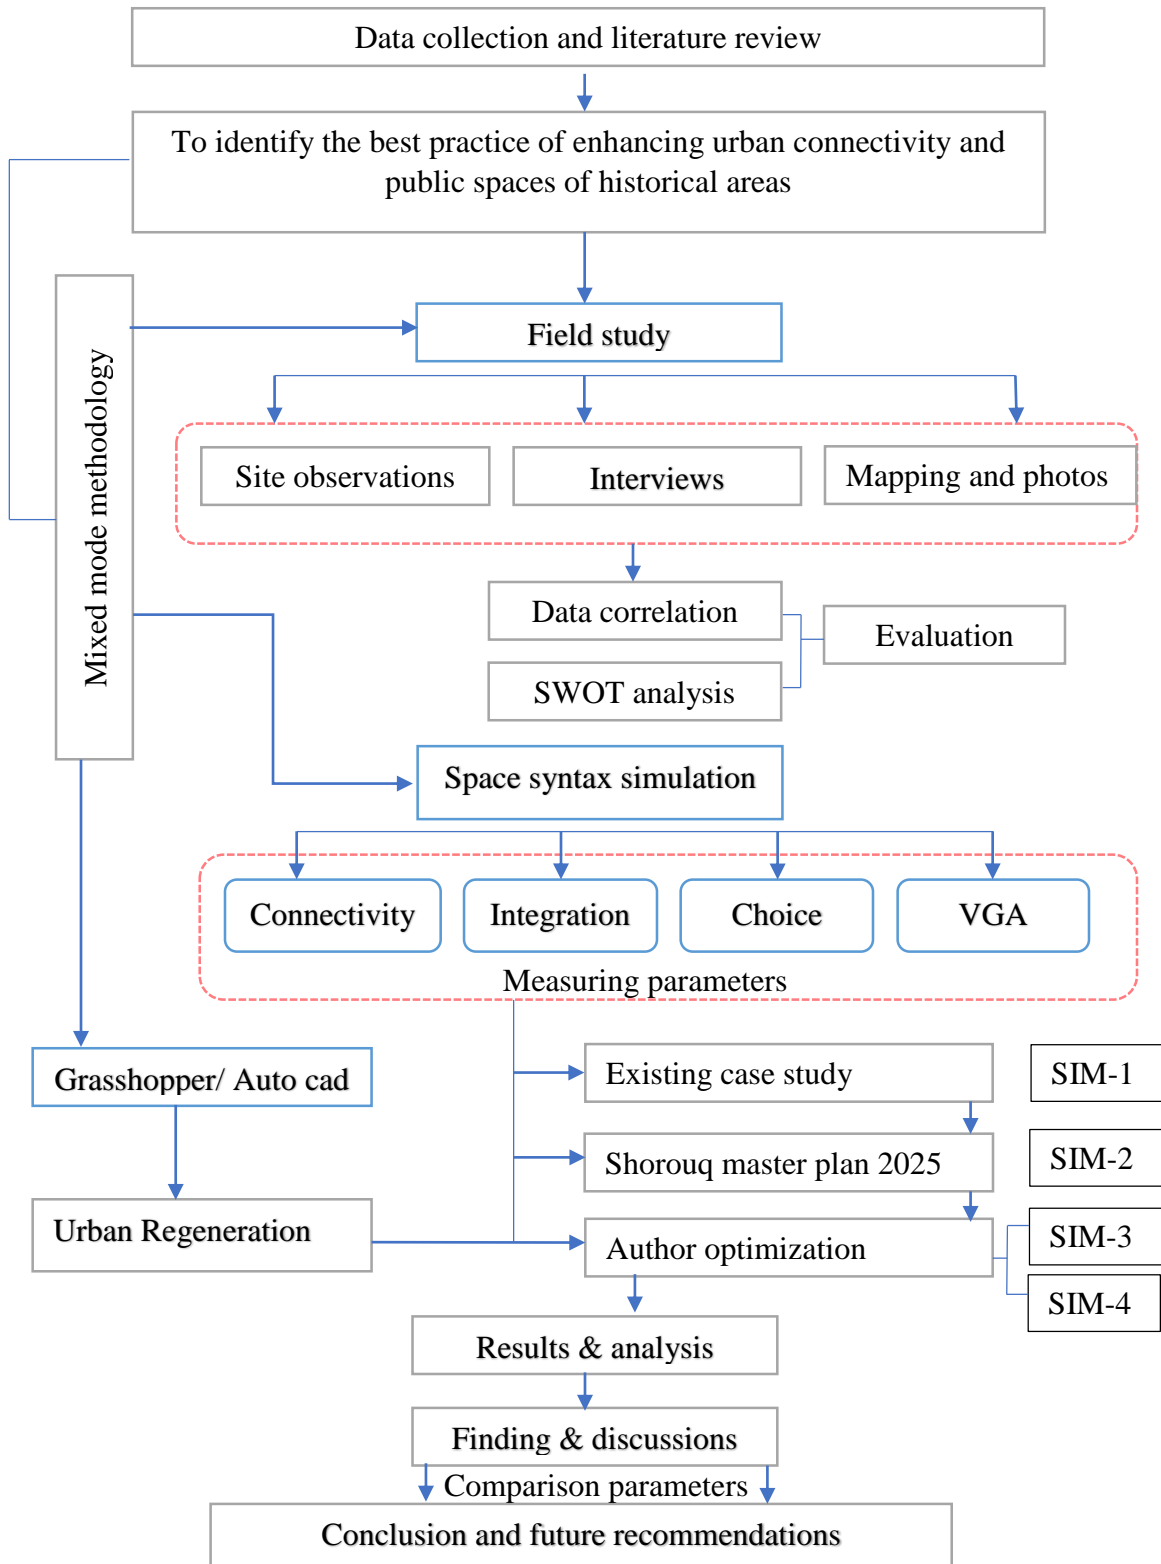 Data collection and literature review
To identify the best practice of enhancing urban connectivity and
public spaces of historical areas
Mixed mode methodology
Field study
Site observations
Interviews
Mapping and photos
Data correlation
Evaluation
SWOT analysis
Space syntax simulation
Connectivity
Integration
Choice
VGA
Measuring parameters
Grasshopper/ Auto cad
Existing case study
SIM-1
Shorouq master plan 2025
SIM-2
Urban Regeneration
Author optimization
SIM-3
SIM-4
Results & analysis
Finding & discussions
Comparison parameters
Conclusion and future recommendations